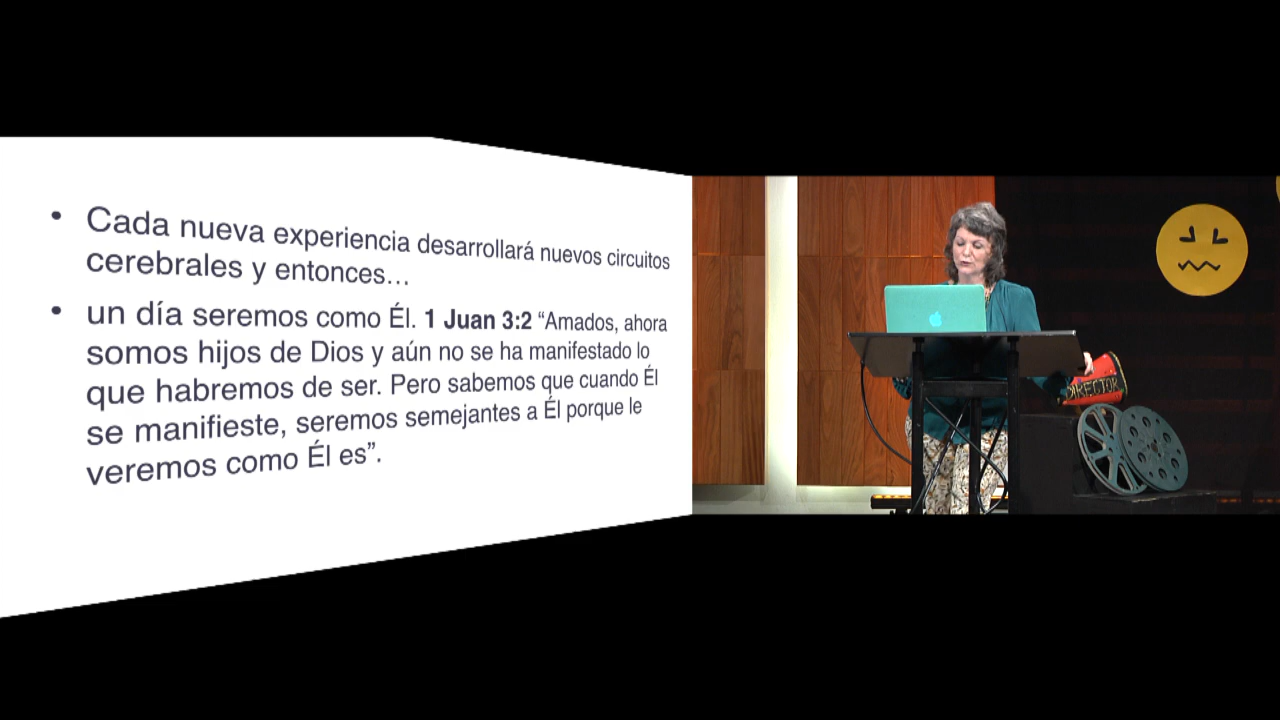 • Cada nueva experiencia desarrollará nuevos circuitos
cerebrales y entonces…
• un día seremos como Él. 1 Juan 3:2 “Amados, ahora
somos hijos de Dios y aún no se ha manifestado lo
que habremos de ser. Pero sabemos que cuando Él
se manifieste, seremos semejantes a Él porque le
veremos como Él es”.
DIRECTOR